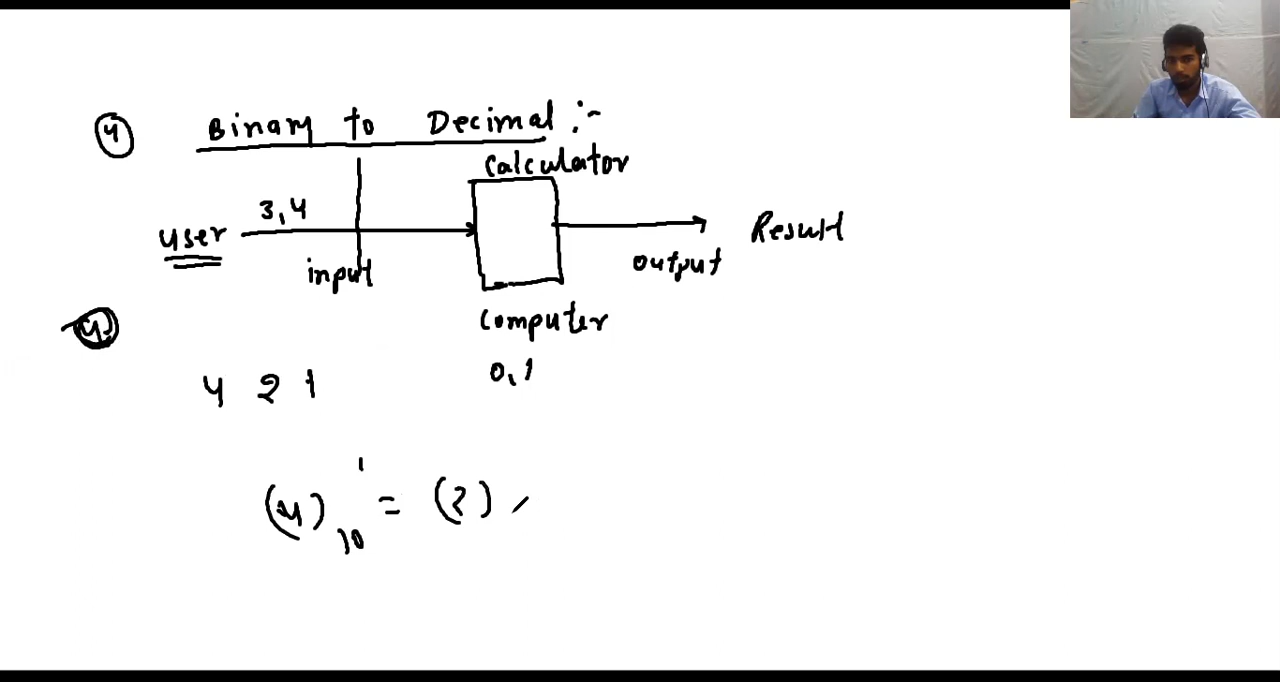 4 Binary to Decimal :-
Calculator
user 3,4 Result
input output
4.
computer
0,1
4 2 1
(4)10 = (?)